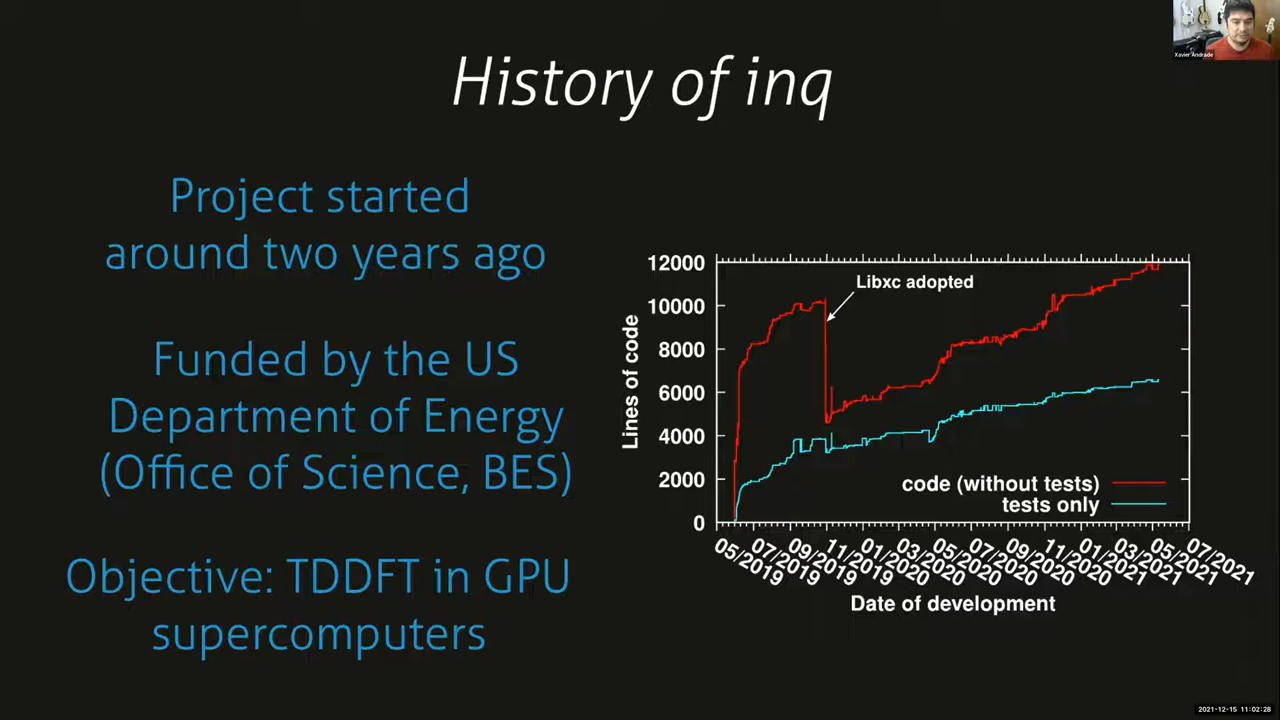 Xavier Andrade
History of inq
Project started
around two years ago
Funded by the US
Department of Energy
(Office of Science, BES)
Objective: TDDFT in GPU
supercomputers
Lines of code
12000
10000
8000
6000
4000
2000
0
Libxc adopted
code (without tests)
tests only
05/2019
07/2019
09/2019
11/2019
01/2020
03/2020
05/2020
07/2020
09/2020
11/2020
01/2021
03/2021
05/2021
07/2021
Date of development
2021-12-15 11:02:28